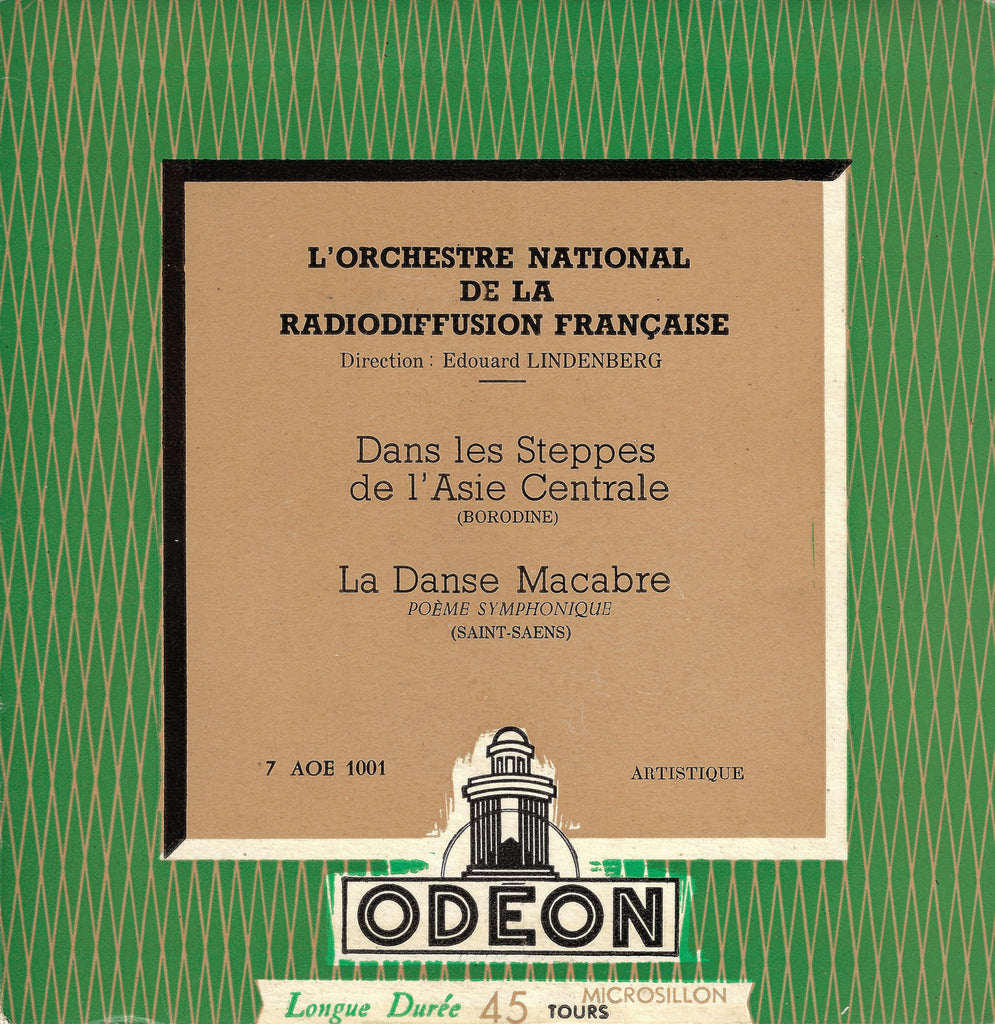 L'ORCHESTRE NATIONAL
DE LA
RADIODIFFUSION FRANÇAISE
Direction : Edouard LINDENBERG
Dans les Steppes
de l'Asie Centrale
(BORODINE)
La Danse Macabre
POÈME SYMPHONIQUE
(SAINT-SAENS)
7 AOE 1001
ARTISTIQUE
ODÉON
Longue Durée 45 TOURS MICROSILLON